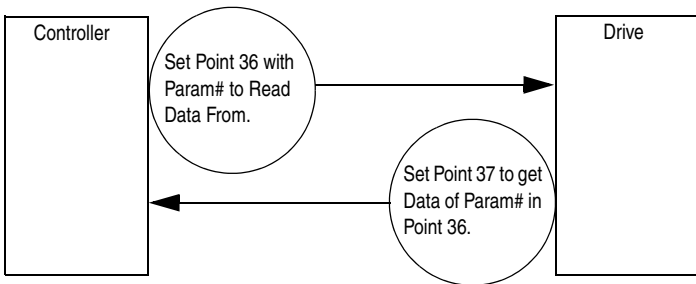 Controller
Set Point 36 with
Param# to Read
Data From.
Drive
Set Point 37 to get
Data of Param# in
Point 36.